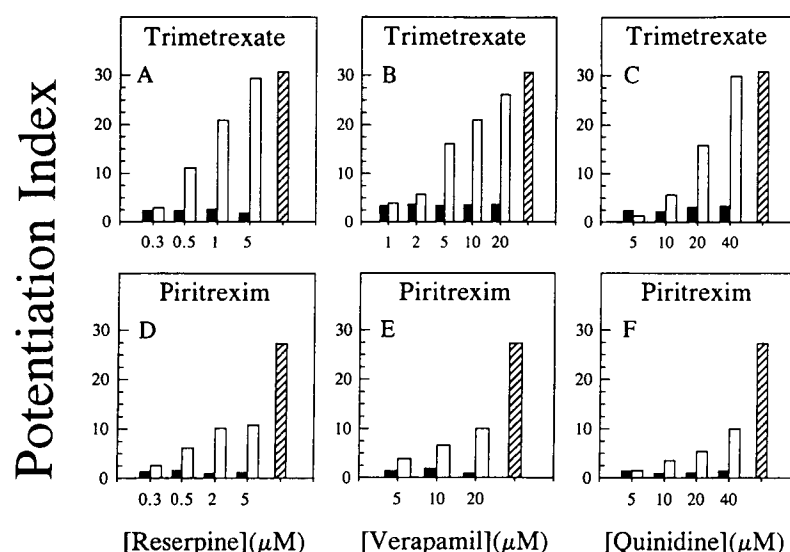 Potentiation Index
Trimetrexate
A
30
20
10
0
0.3 0.5 1 5
Trimetrexate
B
30
20
10
0
1 2 5 10 20
Trimetrexate
C
30
20
10
0
5 10 20 40
Piritrexim
D
30
20
10
0
0.3 0.5 2 5
[Reserpine](μM)
Piritrexim
E
30
20
10
0
5 10 20
[Verapamil](μM)
Piritrexim
F
30
20
10
0
5 10 20 40
[Quinidine](μM)